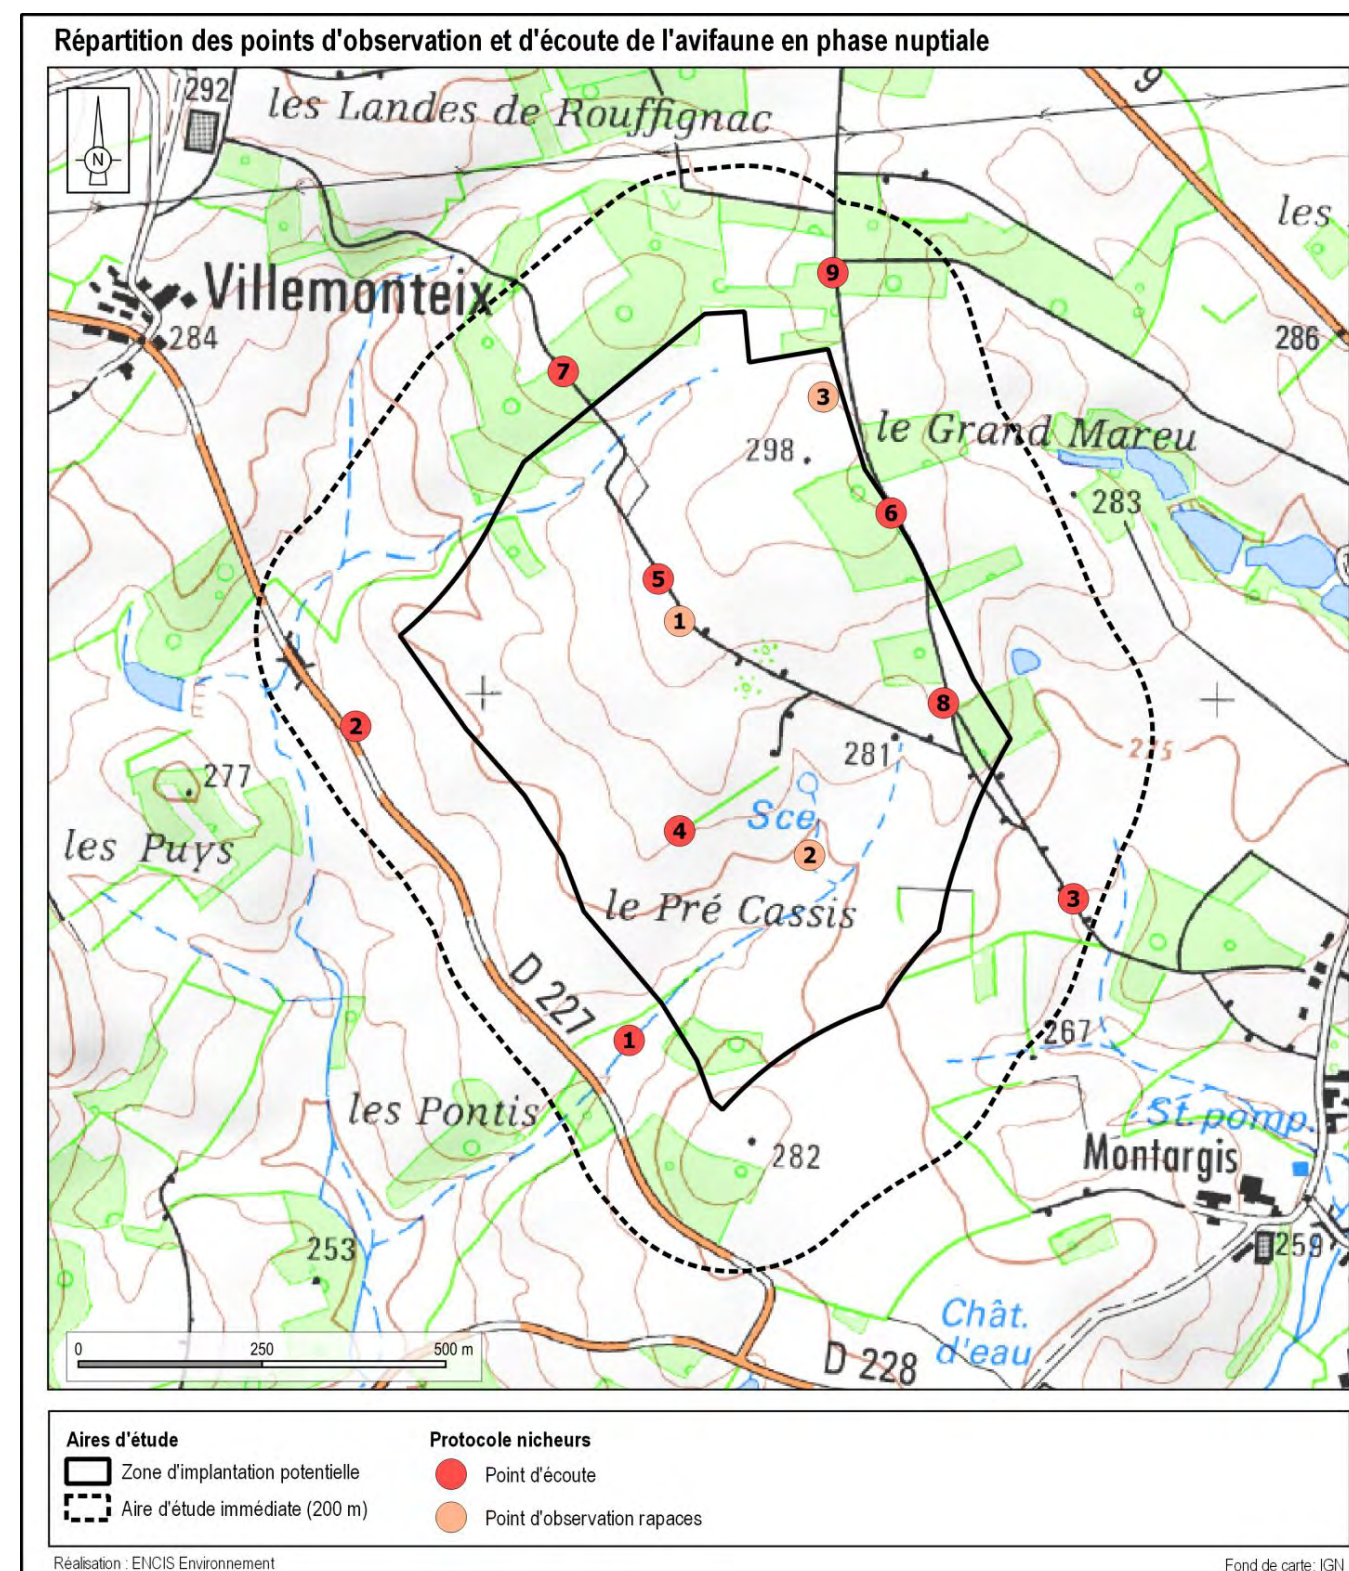 Répartition des points d'observation et d'écoute de l'avifaune en phase nuptiale
292
les Landes de Rouffignac
9
N
les
Villemonteix
9
284
286
7
3
le Grand Mareu
298
283
6
5
1
8
2
281
275
277
Sce
les Puys
4
2
3
le Pré Cassis
D 227
1
267
les Pontis
St. pomp.
282
Montargis
253
259
Chât.
d'eau
0 250 500 m
D 228
Aires d'étude
Zone d'implantation potentielle
Aire d'étude immédiate (200 m)
Protocole nicheurs
Point d'écoute
Point d'observation rapaces
Réalisation : ENCIS Environnement
Fond de carte: IGN